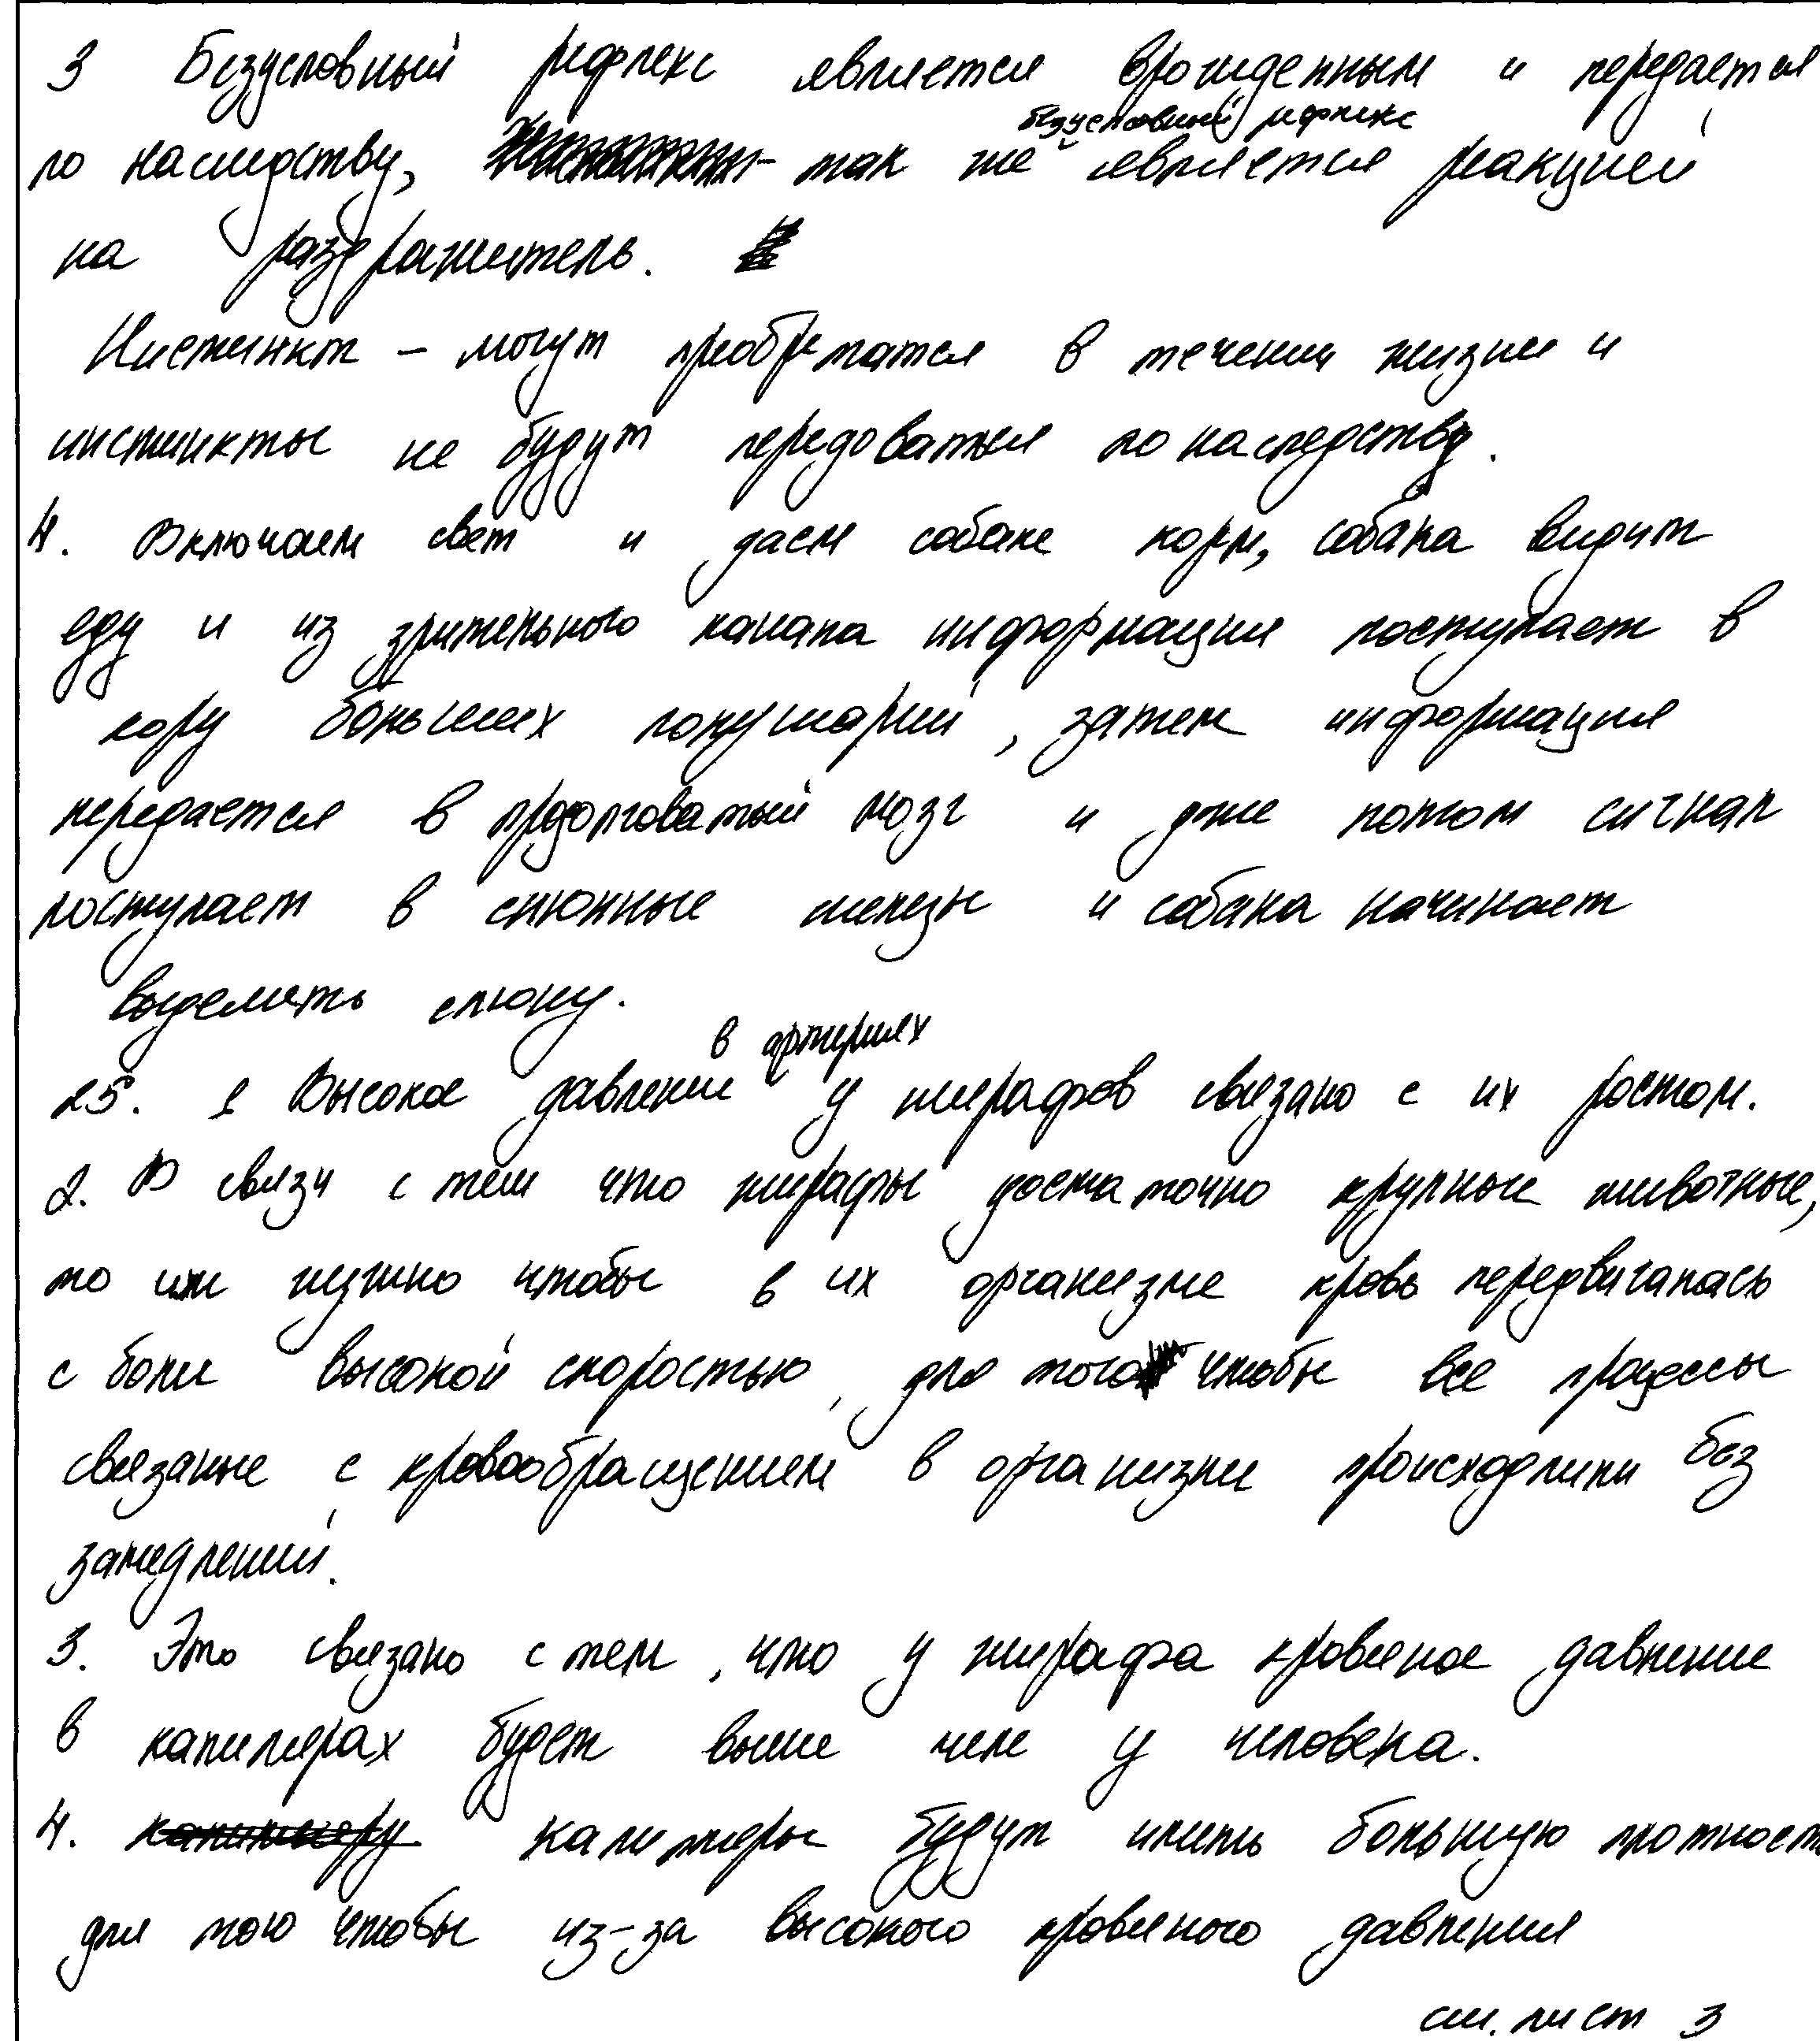 3 Безусловный рефлекс является врожденным и передается
по наследству, так же безусловный рефлекс является реакцией
на раздражитель.
Инстинкт - могут приобретатся в течении жизни и
инстинкты не будут передоваться по наследству.
4. Включаем свет и даем собаке корм, собака видит
еду и из зрительного канала информация поступает в
кору больших полушарий, затем информация
передается в продолговатый мозг и уже потом сигнал
поступает в слюнные железы и собака начинает
выделять слюну.
25. 1 Высокое давление в артериях у жирафов связано с их ростом.
2. В связи с тем что жирафы достаточно крупные животные,
то им нужно чтобы в их организме кровь передвигалась
с боле высокой скоростью, для того чтобы все процессы
связаные с кровообращением в организме происходили без
замедлений.
3. Это связано с тем, что у жирафа кровяное давление
в капилярах будет выше чем у человека.
4. капиляры будут иметь большую плотность
для того чтобы из-за высокого кровяного давления
см. лист 3